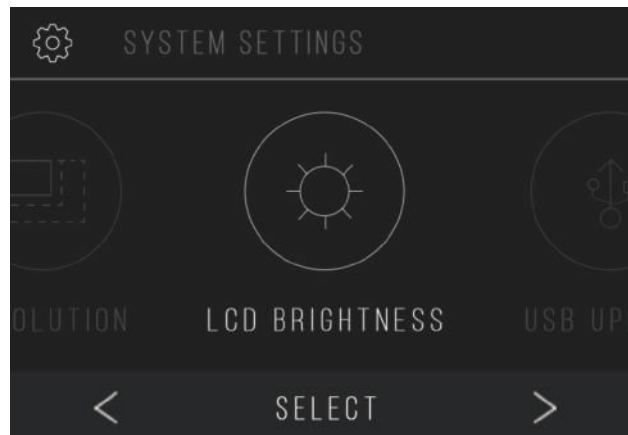 SYSTEM SETTINGS
OLUTION LCD BRIGHTNESS USB UP
< SELECT >